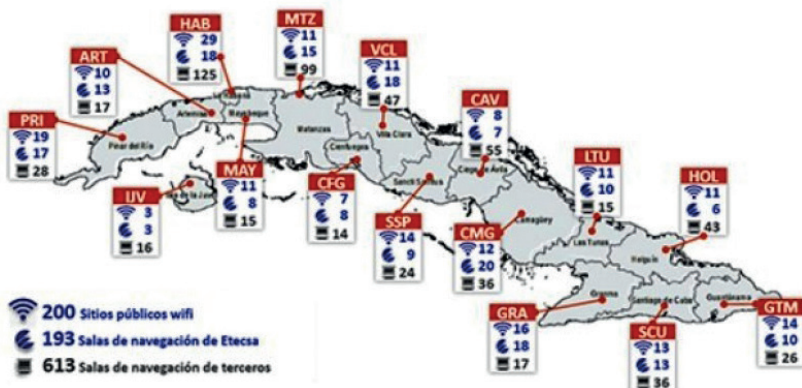 HAB
29
18
125
MTZ
11
15
99
VCL
11
18
47
ART
10
13
17
CAV
8
7
55
PRI
19
17
28
LTU
11
10
15
HOL
11
6
43
IJV
3
3
16
MAY
11
8
15
CFG
7
8
14
SSP
14
9
24
CMG
12
20
36
GRA
16
18
17
SCU
13
13
36
GTM
14
10
26
La Habana
Artemisa
Mayabeque
Matanzas
Villa Clara
Pinar del Río
Cienfuegos
Sancti Spíritus
Ciego de Ávila
Camagüey
Las Tunas
Holguín
Granma
Santiago de Cuba
Guantánama
200 Sitios públicos wifi
193 Salas de navegación de Etecsa
613 Salas de navegación de terceros